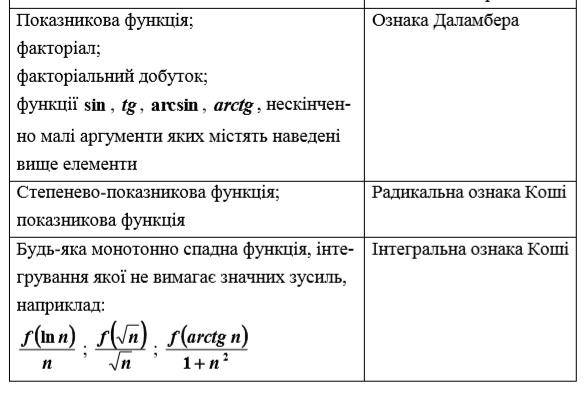 Показникова функція;
факторіал;
факторіальний добуток;
функції sin , tg , arcsin , arctg , нескінчен-
но малі аргументи яких містять наведені
вище елементи
Ознака Даламбера
Степенево-показникова функція;
показникова функція
Радикальна ознака Коші
Будь-яка монотонно спадна функція, інте-
грування якої не вимагає значних зусиль,
наприклад:
f(ln n)/n ; f(√n)/√n ; f(arctg n)/1+n²
Інтегральна ознака Коші